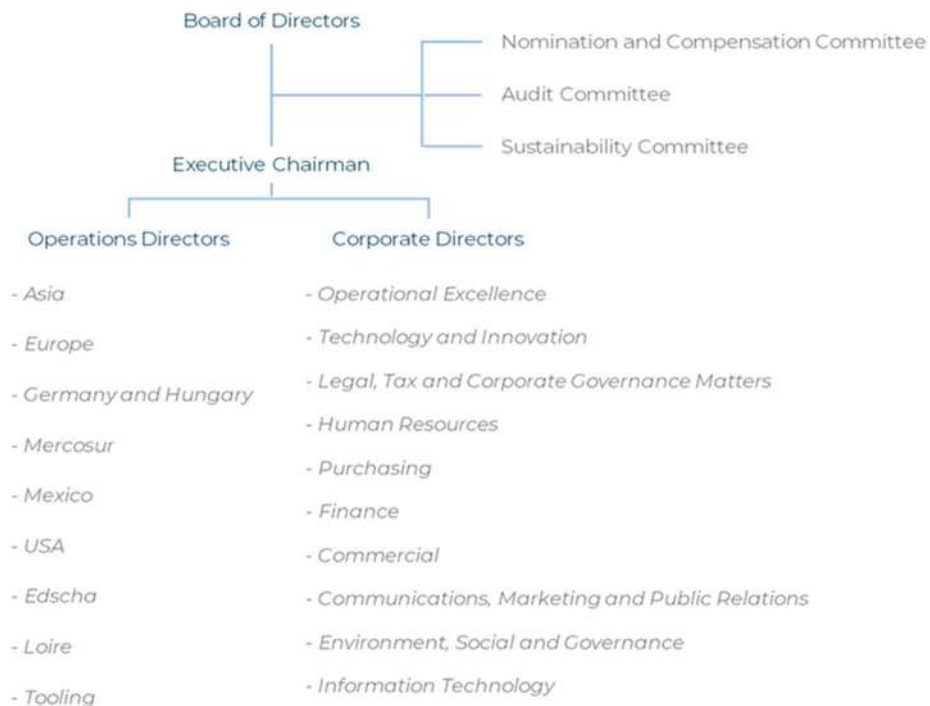 Board of Directors
Nomination and Compensation Committee
Audit Committee
Sustainability Committee
Executive Chairman
Operations Directors
- Asia
- Europe
- Germany and Hungary
- Mercosur
- Mexico
- USA
- Edscha
- Loire
- Tooling
Corporate Directors
- Operational Excellence
- Technology and Innovation
- Legal, Tax and Corporate Governance Matters
- Human Resources
- Purchasing
- Finance
- Commercial
- Communications, Marketing and Public Relations
- Environment, Social and Governance
- Information Technology